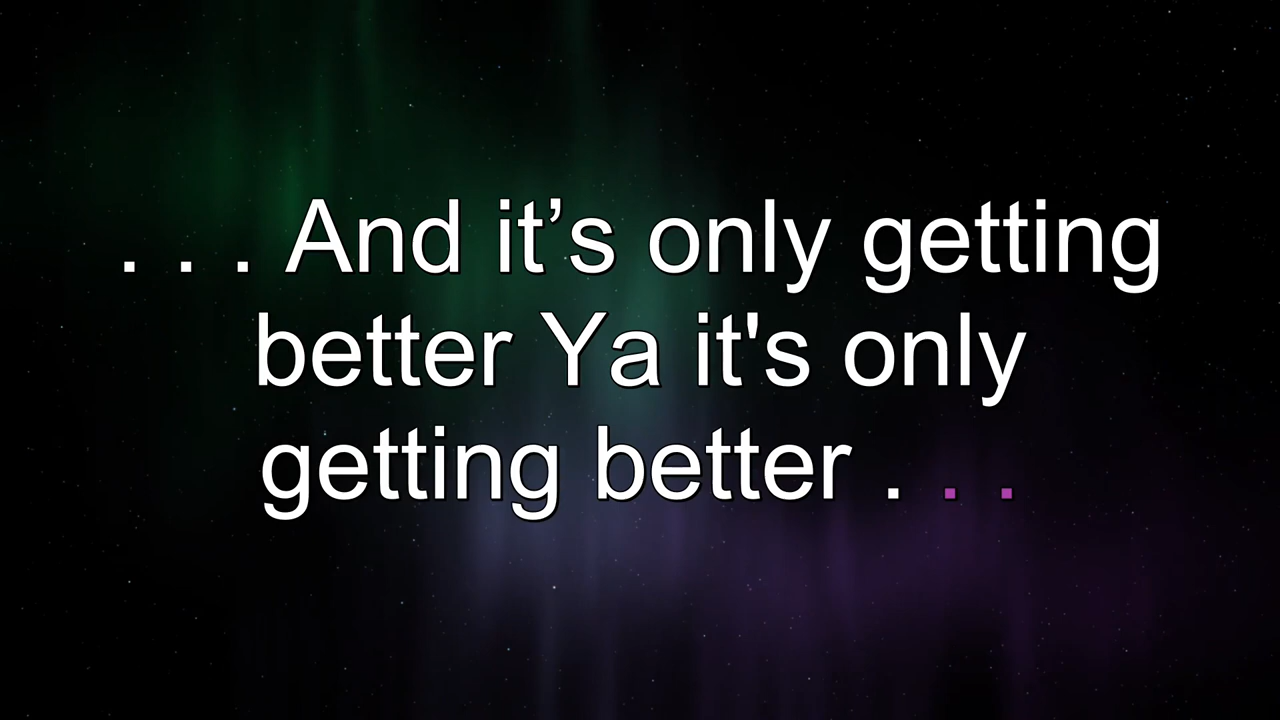 . . . And it’s only getting
better Ya it's only
getting better . . .